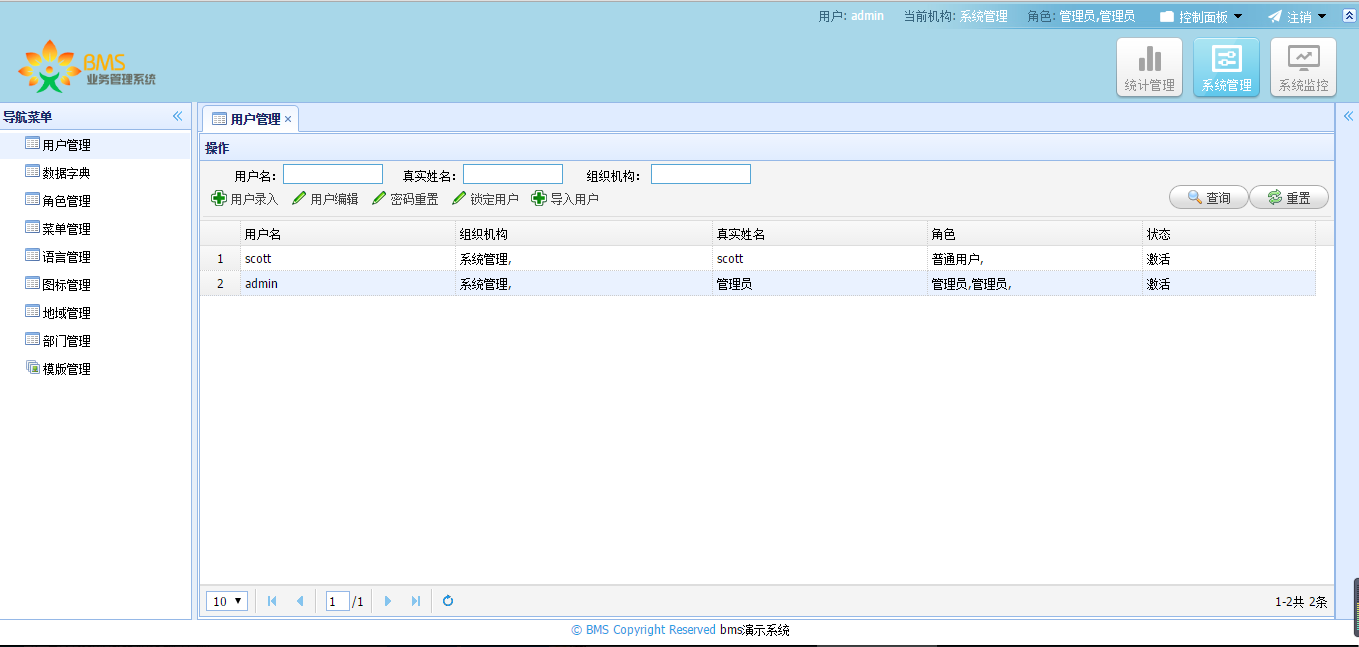 用户: admin 当前机构: 系统管理 角色: 管理员,管理员 控制面板 注销
BMS
业务管理系统
统计管理 系统管理 系统监控
导航菜单
用户管理
数据字典
角色管理
菜单管理
语言管理
图标管理
地域管理
部门管理
模版管理
用户管理 ×
操作
用户名: 真实姓名: 组织机构:
用户录入 用户编辑 密码重置 锁定用户 导入用户 查询 重置
用户名 组织机构 真实姓名 角色 状态
1 scott 系统管理, scott 普通用户, 激活
2 admin 系统管理, 管理员 管理员,管理员, 激活
10 1 /1 1-2共 2条
© BMS Copyright Reserved bms演示系统